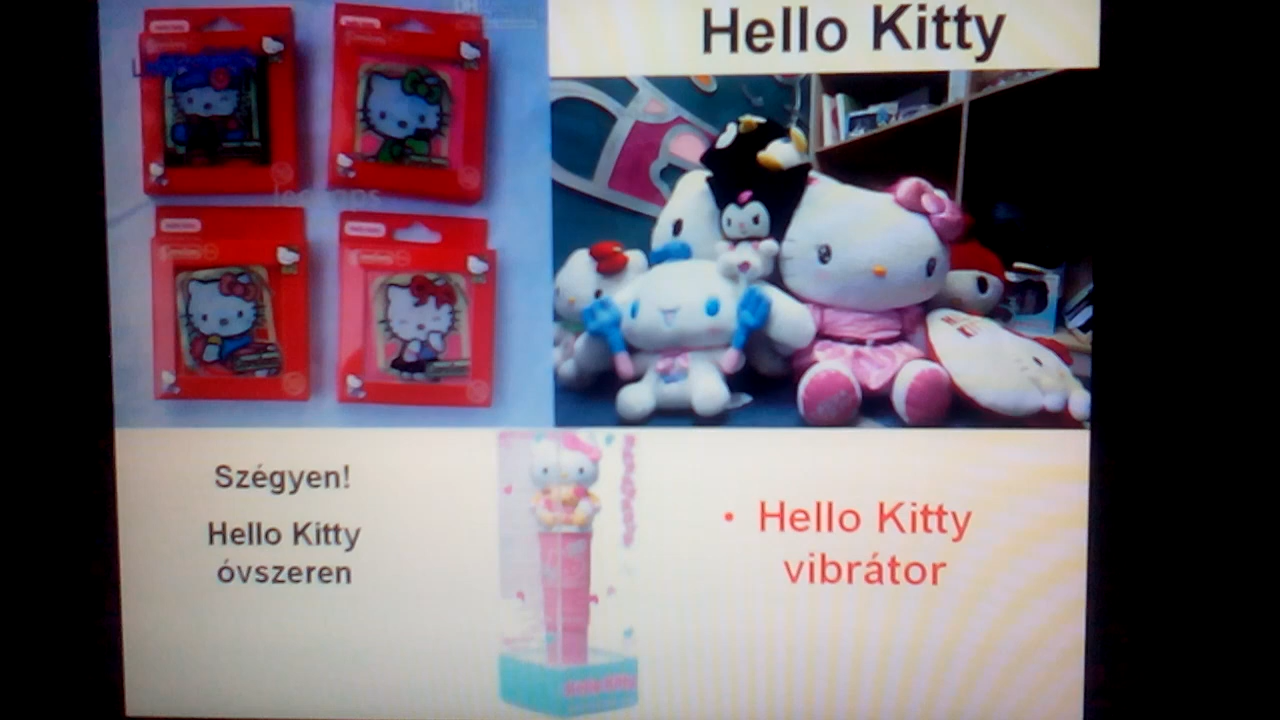 Hello Kitty
Szégyen!
Hello Kitty
óvszeren
• Hello Kitty
vibrátor